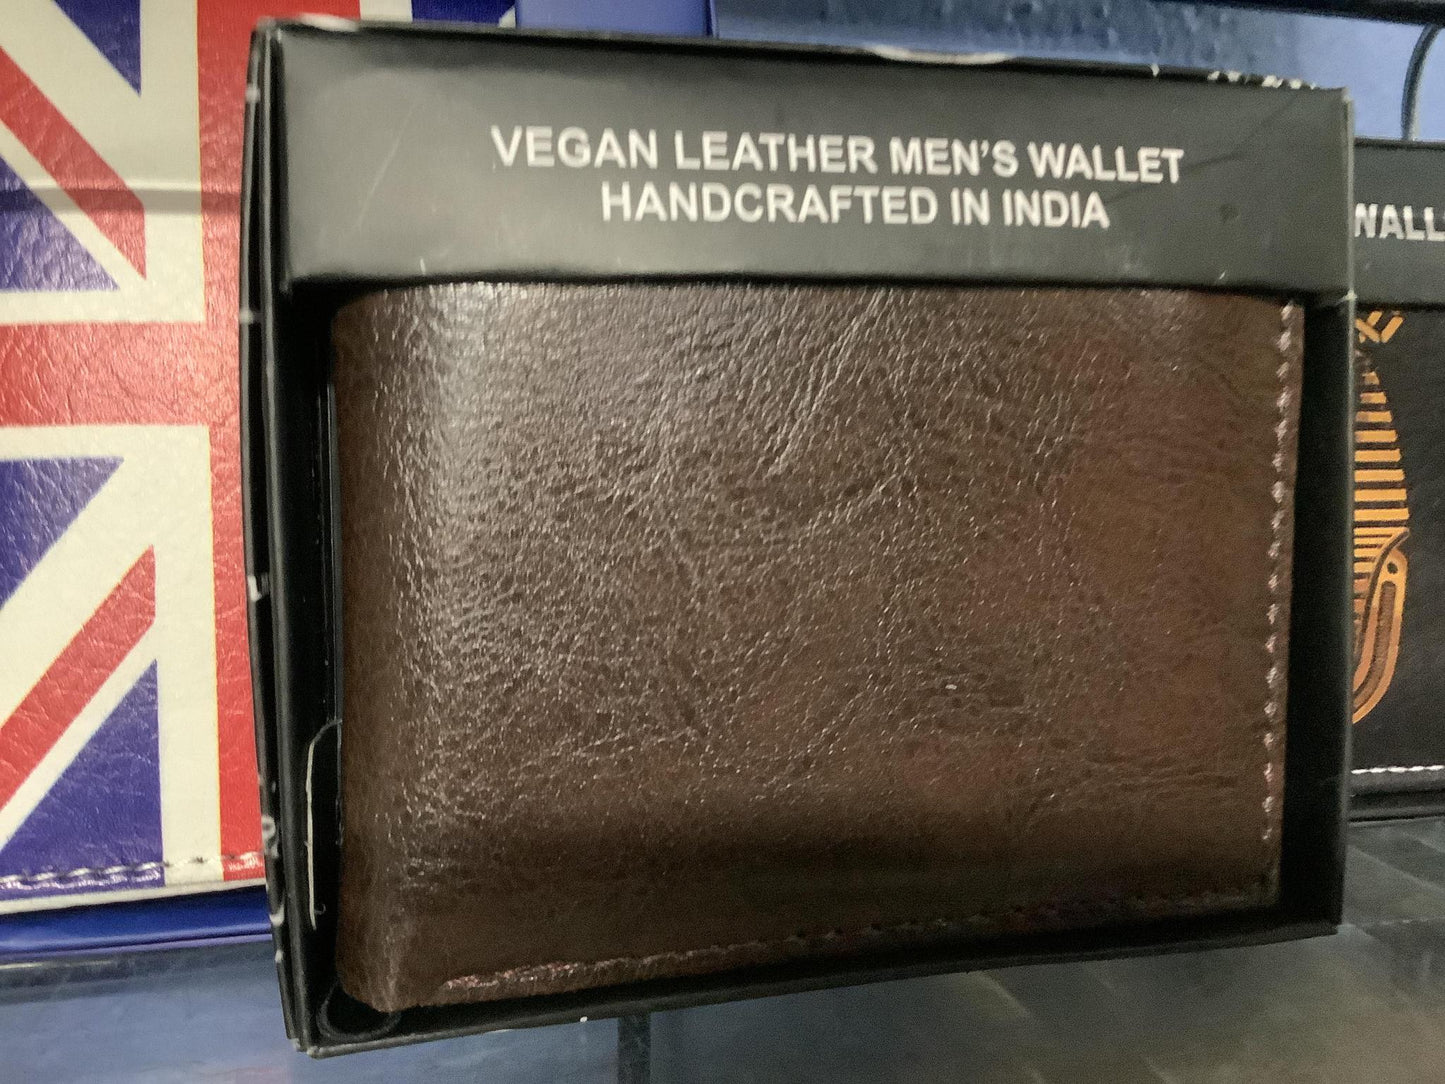 VEGAN LEATHER MEN'S WALLET
HANDCRAFTED IN INDIA